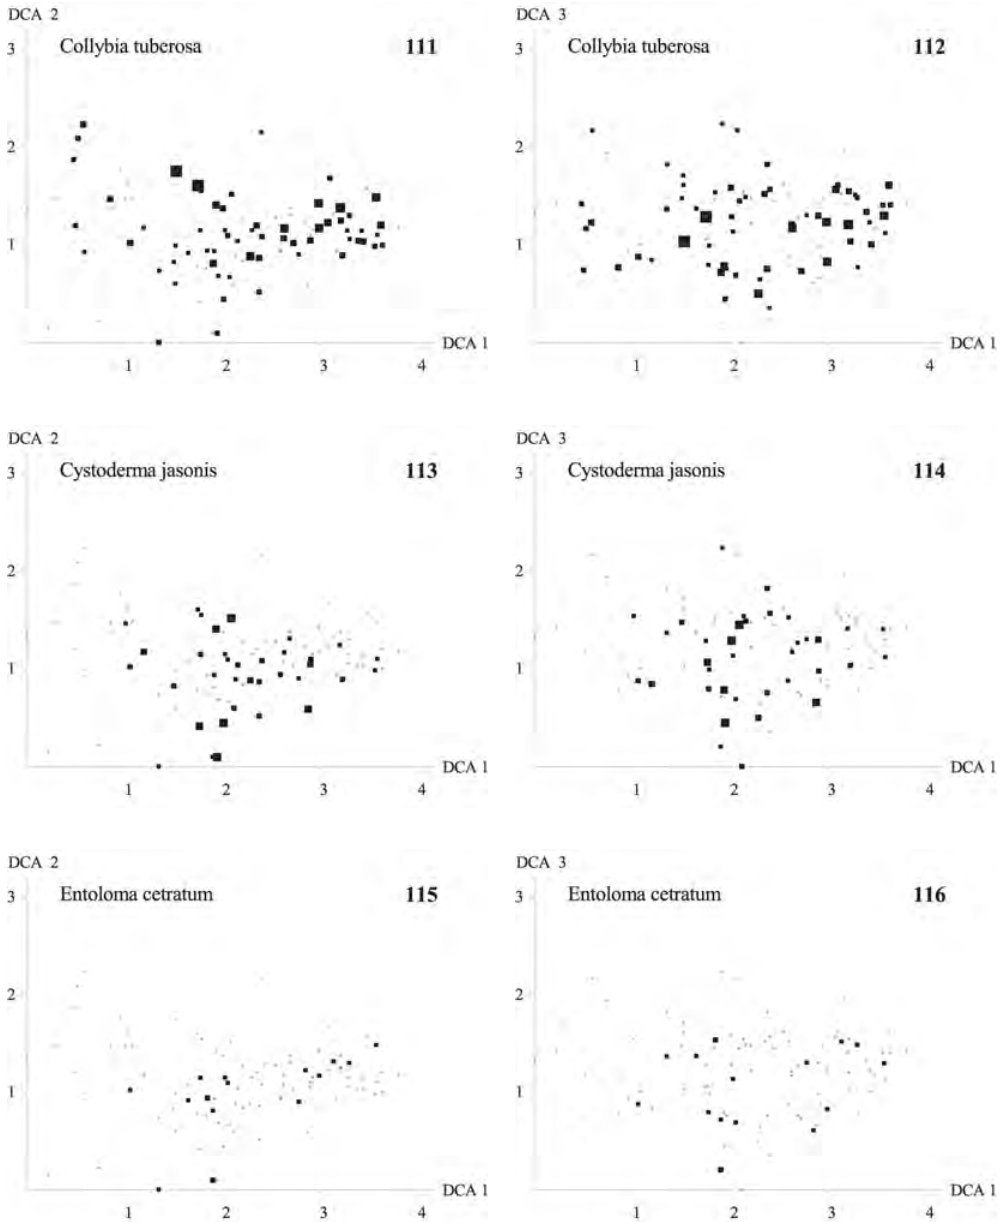 DCA 2
3
Collybia tuberosa 111
2
1
DCA 1
1 2 3 4
DCA 3
3
Collybia tuberosa 112
2
1
DCA 1
1 2 3 4
DCA 2
3
Cystoderma jasonis 113
2
1
DCA 1
1 2 3 4
DCA 3
3
Cystoderma jasonis 114
2
1
DCA 1
1 2 3 4
DCA 2
3
Entoloma cetratum 115
2
1
DCA 1
1 2 3 4
DCA 3
3
Entoloma cetratum 116
2
1
DCA 1
1 2 3 4